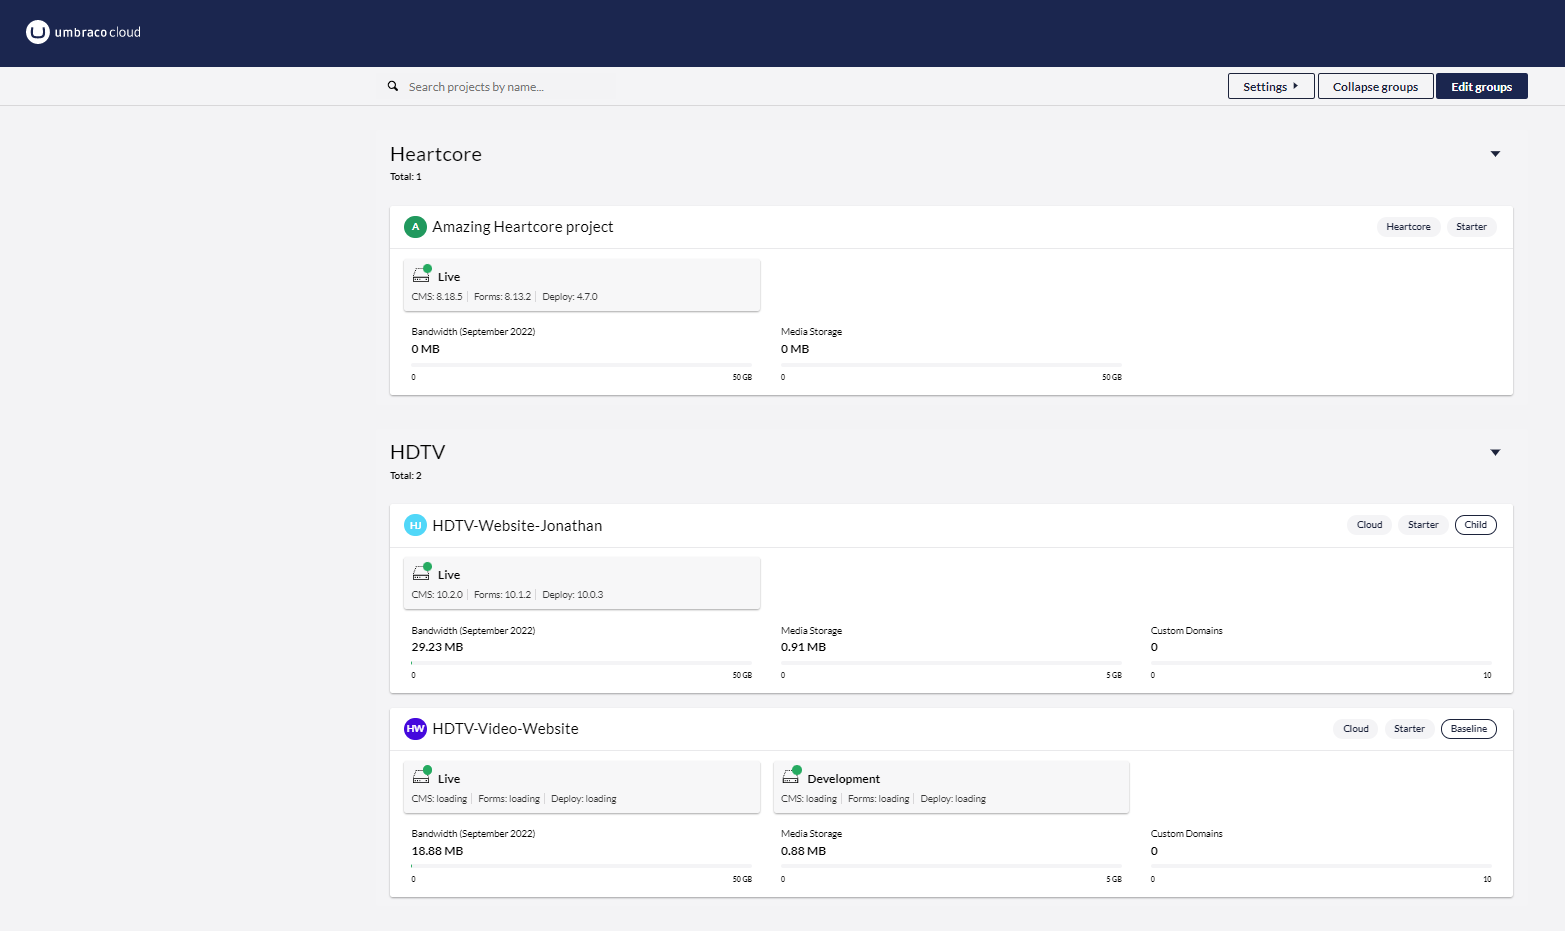 umbraco cloud
Search projects by name...
Settings
Collapse groups
Edit groups
Heartcore
Total: 1
A Amazing Heartcore project
Heartcore Starter
Live
CMS: 8.18.5 Forms: 8.13.2 Deploy: 4.7.0
Bandwidth (September 2022) Media Storage
0 MB 0 MB
0 50 GB 0 50 GB
HDTV
Total: 2
HJ HDTV-Website-Jonathan
Cloud Starter Child
Live
CMS: 10.2.0 Forms: 10.1.2 Deploy: 10.0.3
Bandwidth (September 2022) Media Storage Custom Domains
29.23 MB 0.91 MB 0
0 50 GB 0 5 GB 0 10
HW HDTV-Video-Website
Cloud Starter Baseline
Live Development
CMS: loading Forms: loading Deploy: loading CMS: loading Forms: loading Deploy: loading
Bandwidth (September 2022) Media Storage Custom Domains
18.88 MB 0.88 MB 0
0 50 GB 0 5 GB 0 10